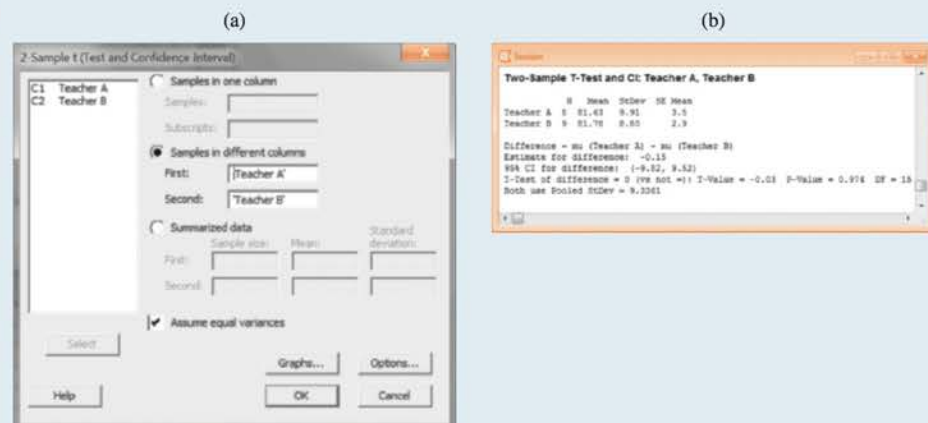 (a)
(b)
2-Sample t (Test and Confidence Interval)
C1 Teacher A
C2 Teacher B
Samples in one column
Samples:
Subscripts:
Samples in different columns
First: 'Teacher A'
Second: 'Teacher B'
Summarized data
Sample size: Mean: Standard deviation:
First:
Second:
Assume equal variances
Select
Graphs... Options...
Help OK Cancel
Session
Two-Sample T-Test and CI: Teacher A, Teacher B
N Mean StDev SE Mean
Teacher A 8 81.63 9.91 3.5
Teacher B 9 81.78 8.80 2.9
Difference = mu (Teacher A) - mu (Teacher B)
Estimate for difference: -0.15
95% CI for difference: (-9.82, 9.52)
T-Test of difference = 0 (vs not =): T-Value = -0.03 P-Value = 0.974 DF = 15
Both use Pooled StDev =